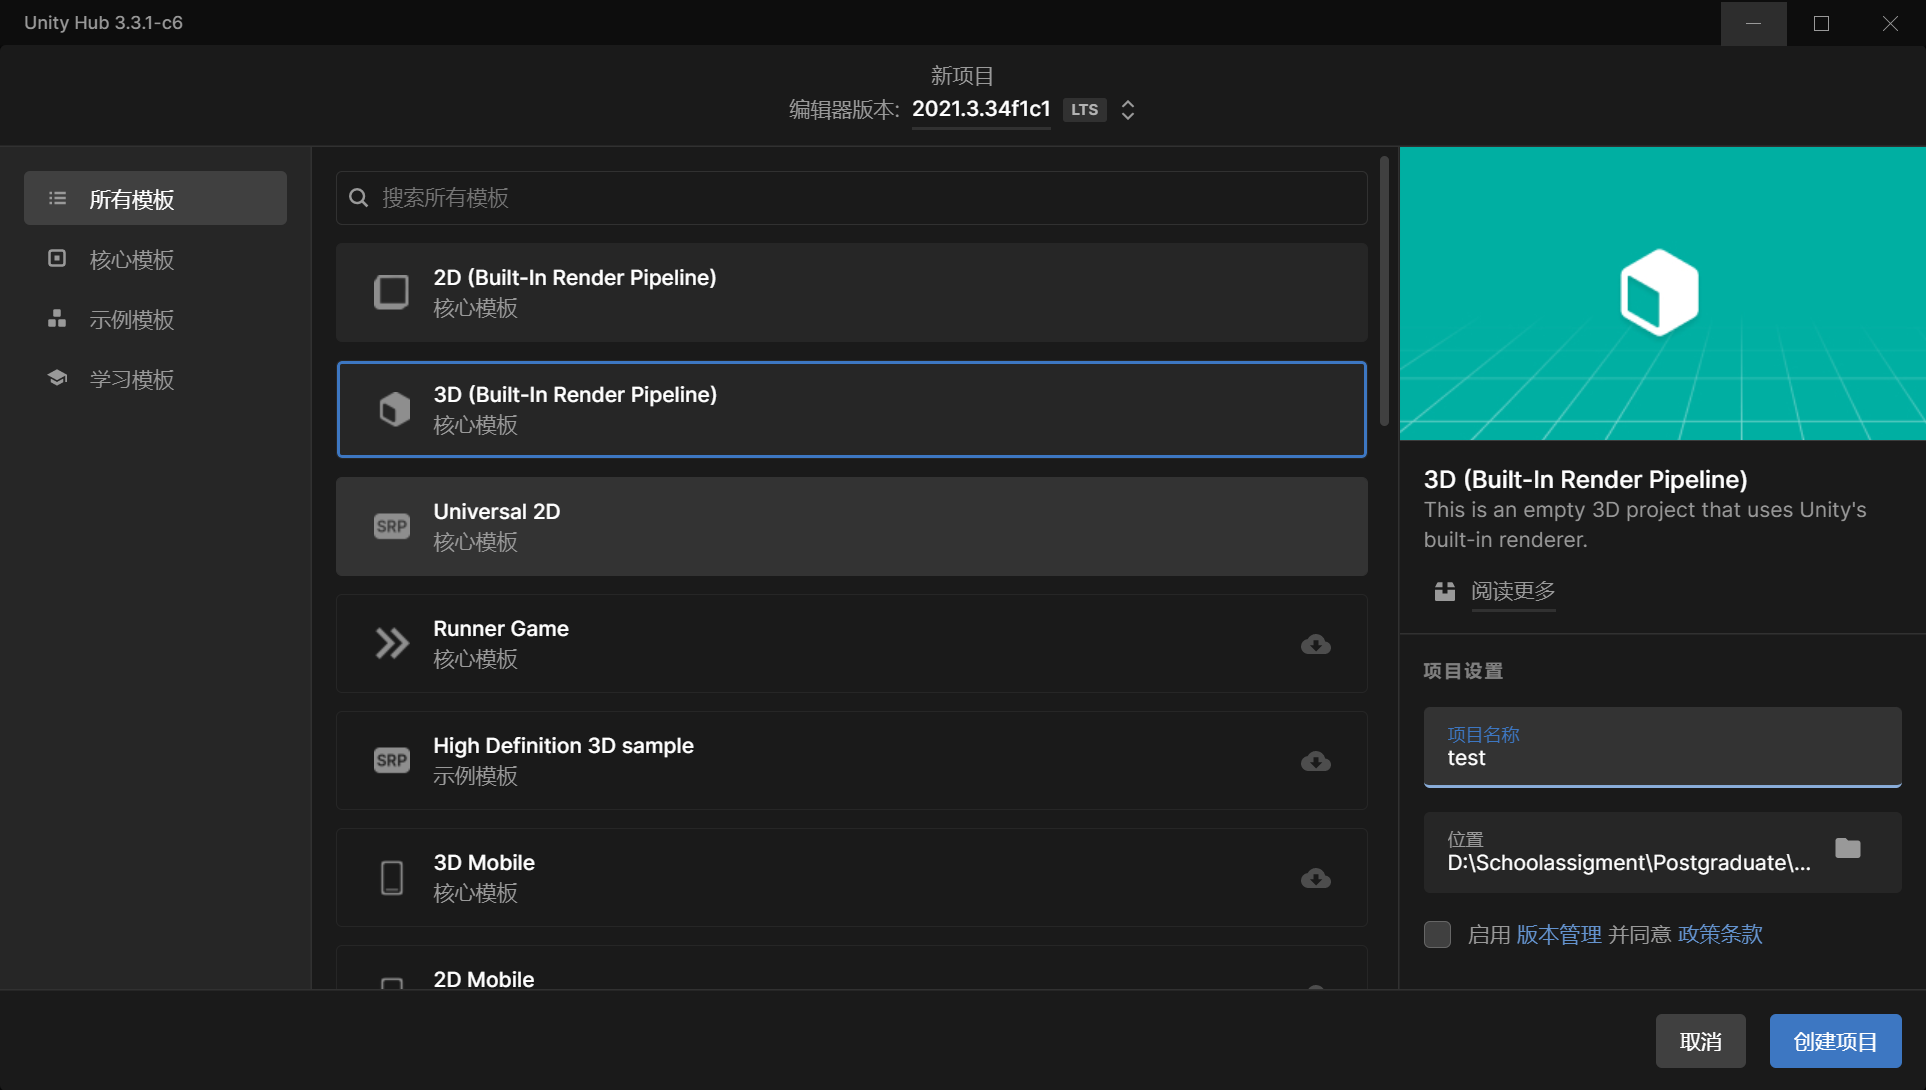 Unity Hub 3.3.1-c6
新项目
编辑器版本: 2021.3.34f1c1 LTS
所有模板
核心模板
示例模板
学习模板
搜索所有模板
2D (Built-In Render Pipeline)
核心模板
3D (Built-In Render Pipeline)
核心模板
SRP
Universal 2D
核心模板
Runner Game
核心模板
SRP
High Definition 3D sample
示例模板
3D Mobile
核心模板
2D Mobile
3D (Built-In Render Pipeline)
This is an empty 3D project that uses Unity's
built-in renderer.
阅读更多
项目设置
项目名称
test
位置
D:\Schoolassigment\Postgraduate\...
启用 版本管理 并同意 政策条款
取消
创建项目